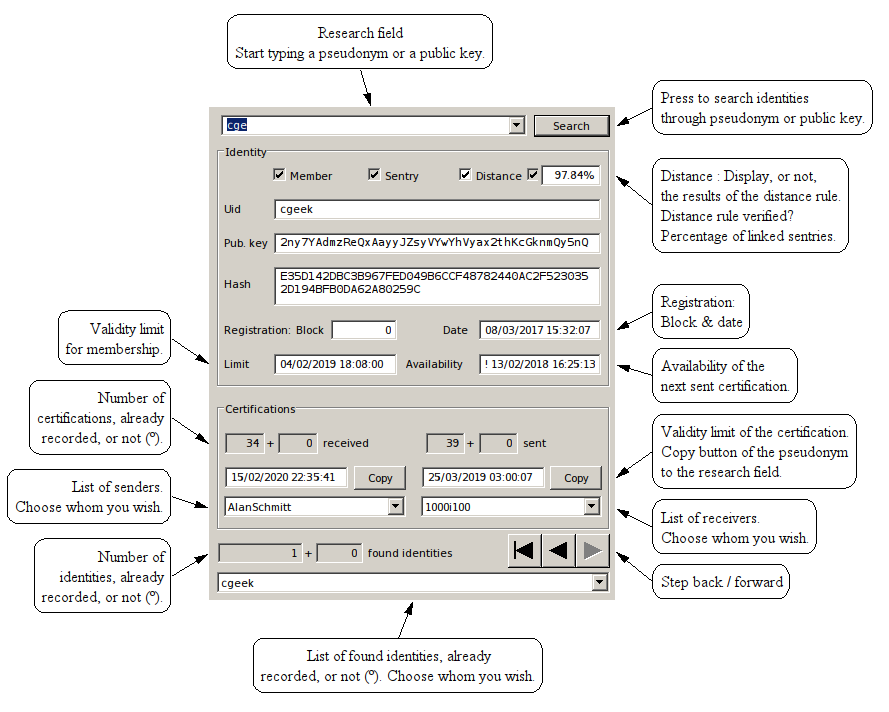 Research field
Start typing a pseudonym or a public key.
Press to search identities
through pseudonym or public key.
cge
Search
Identity
Member
Sentry
Distance
97.84%
Distance : Display, or not,
the results of the distance rule.
Distance rule verified?
Percentage of linked sentries.
Uid
cgeek
Pub. key
2ny7YAdmzReQxAayyJZsyVYwYhVyax2thKcGknmQy5nQ
Hash
E35D142DBC3B967FED049B6CCF48782440AC2F523035
2D194BFB0DA62A80259C
Registration: Block
0
Date
08/03/2017 15:32:07
Registration:
Block & date
Validity limit
for membership.
Limit
04/02/2019 18:08:00
Availability
! 13/02/2018 16:25:13
Availability of the
next sent certification.
Number of
certifications, already
recorded, or not (º).
Certifications
34 + 0 received
39 + 0 sent
Validity limit of the certification.
Copy button of the pseudonym
to the research field.
15/02/2020 22:35:41
Copy
25/03/2019 03:00:07
Copy
List of senders.
Choose whom you wish.
AlanSchmitt
1000i100
List of receivers.
Choose whom you wish.
Number of
identities, already
recorded, or not (º).
1 + 0 found identities
Step back / forward
cgeek
List of found identities, already
recorded, or not (º). Choose whom you wish.